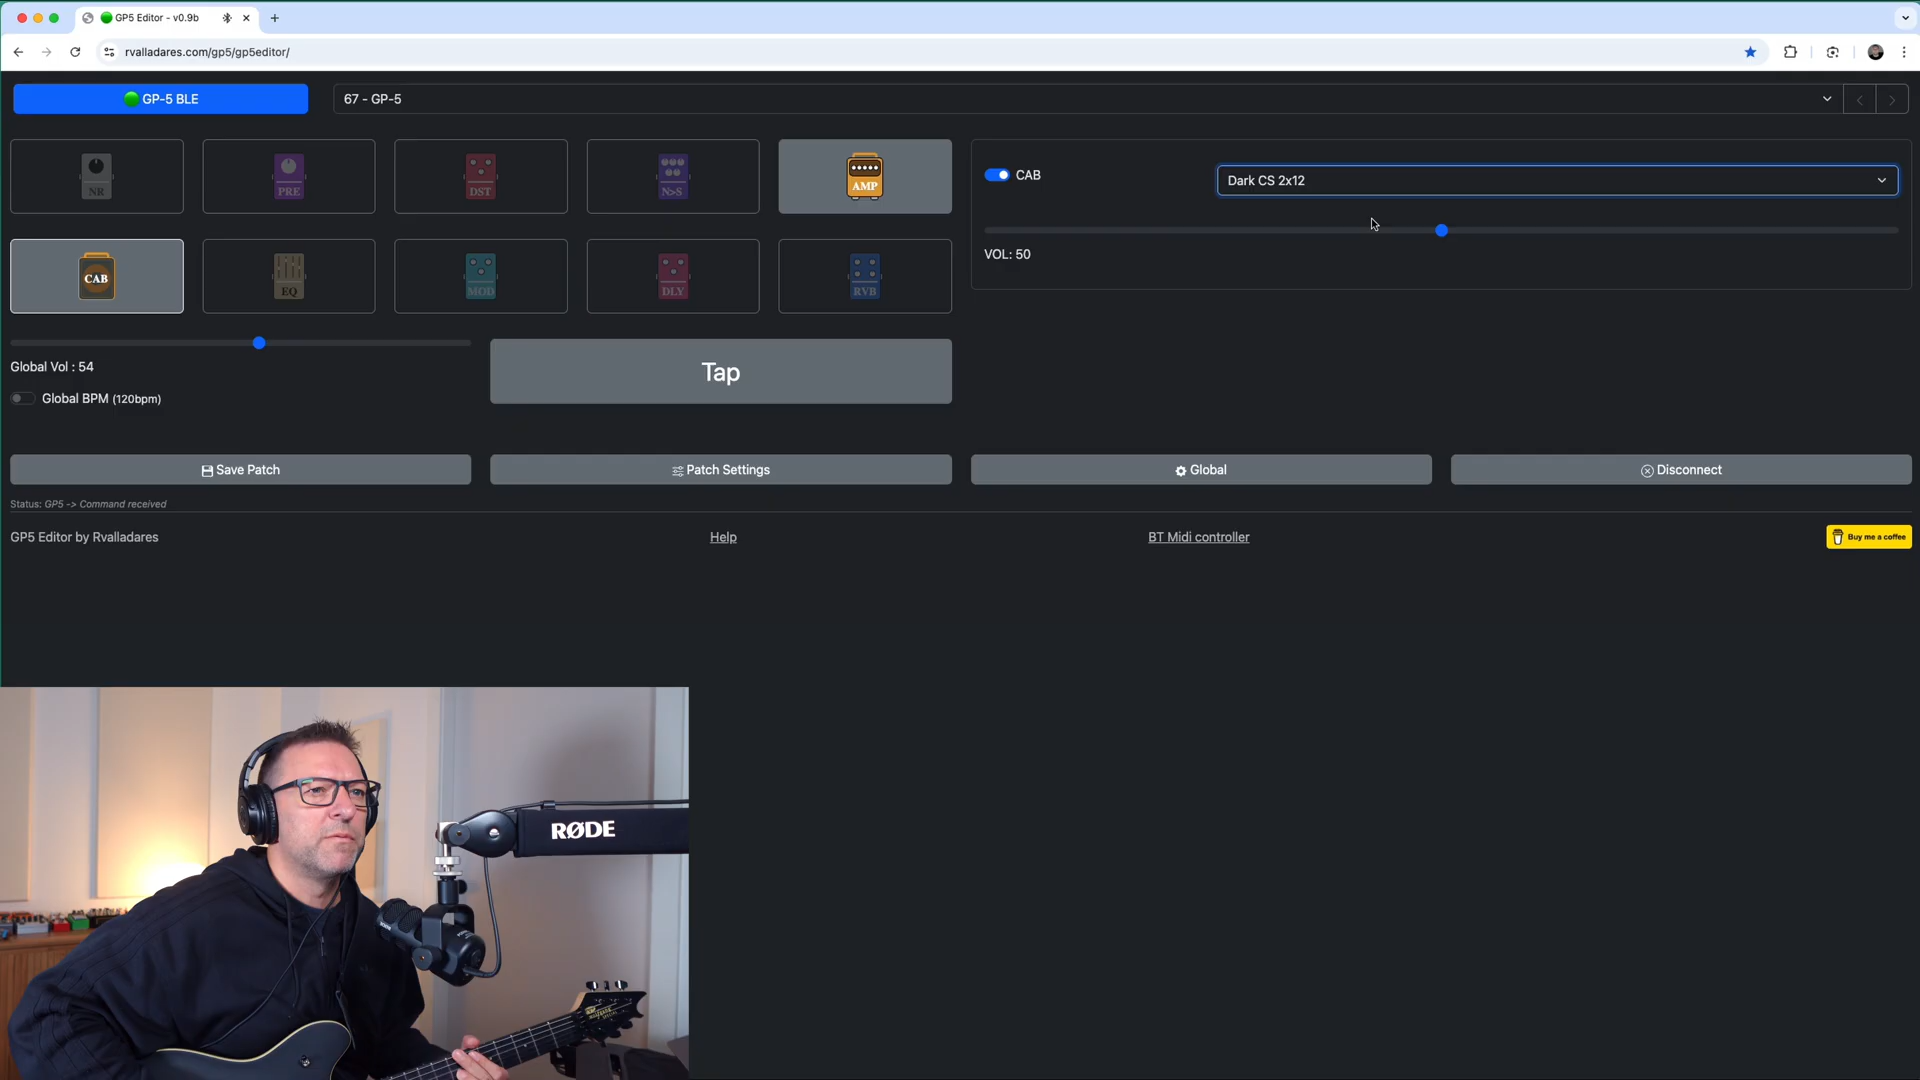 GP5 Editor - v0.9b
rvalladares.com/gp5/gp5editor/
GP-5 BLE
67 - GP-5
NR
PRE
DST
N>S
AMP
CAB
Dark CS 2x12
VOL: 50
CAB
EQ
MOD
DLY
RVB
Global Vol : 54
Global BPM (120bpm)
Tap
Save Patch
Patch Settings
Global
Disconnect
Status: GP5 -> Command received
GP5 Editor by Rvalladares
Help
BT Midi controller
Buy me a coffee
RØDE